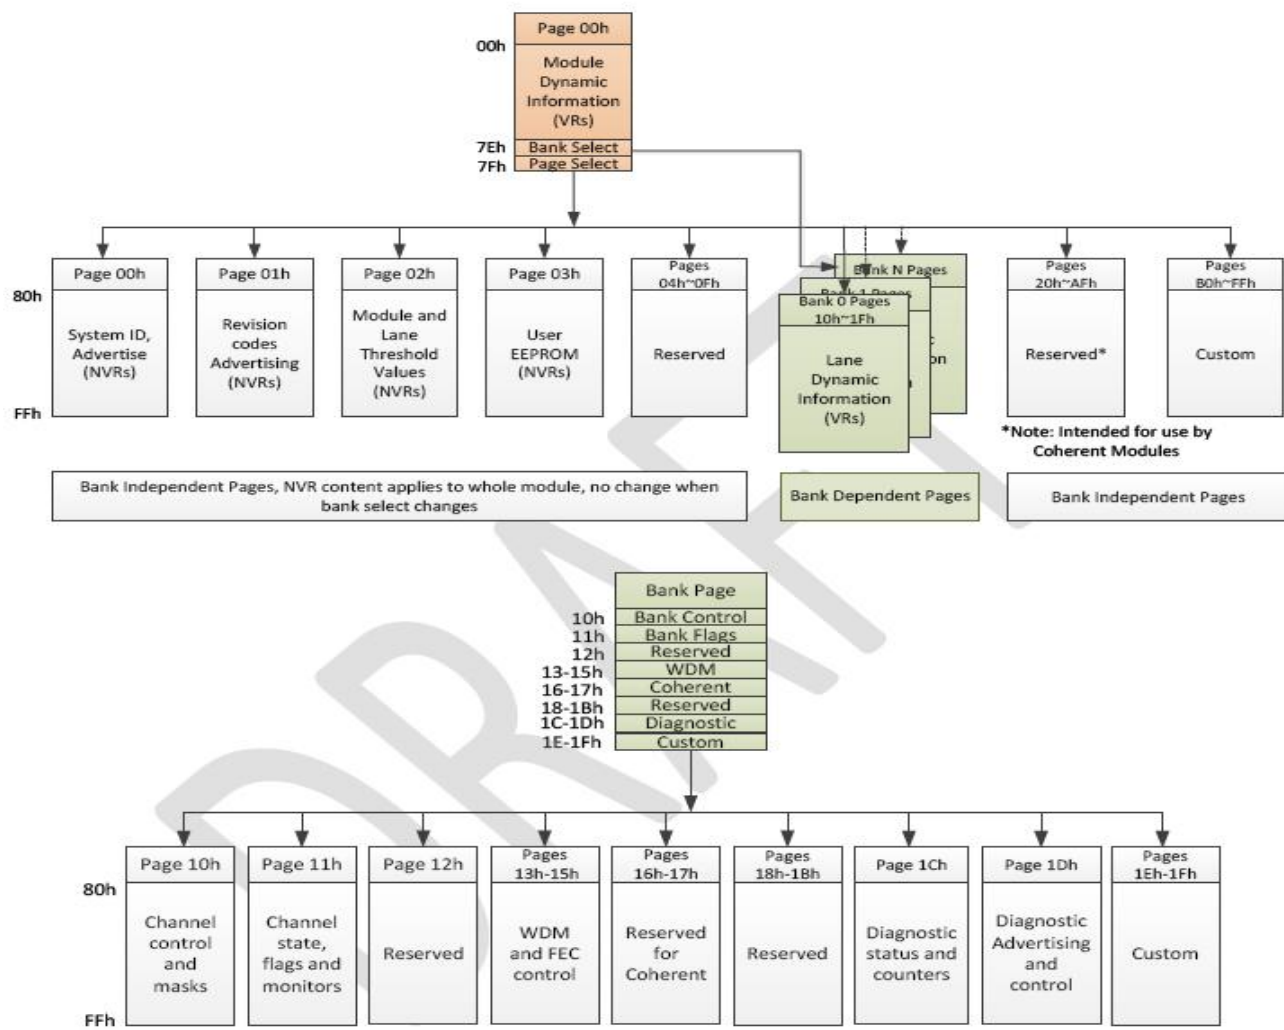 Page 00h
00h
Module
Dynamic
Information
(VRs)
7Eh
Bank Select
7Fh
Page Select
Page 00h
Page 01h
Page 02h
Page 03h
Pages
04h~0Fh
Bank N Pages
Bank 1 Pages
Bank 0 Pages
10h~1Fh
Pages
20h~AFh
Pages
B0h~FFh
80h
System ID,
Advertise
(NVRs)
Revision
codes
Advertising
(NVRs)
Module and
Lane
Threshold
Values
(NVRs)
User
EEPROM
(NVRs)
Reserved
Lane
Dynamic
Information
(VRs)
Reserved*
Custom
FFh
*Note: Intended for use by
Coherent Modules
Bank Independent Pages, NVR content applies to whole module, no change when
bank select changes
Bank Dependent Pages
Bank Independent Pages
Bank Page
10h
Bank Control
11h
Bank Flags
12h
Reserved
13-15h
WDM
16-17h
Coherent
18-1Bh
Reserved
1C-1Dh
Diagnostic
1E-1Fh
Custom
Page 10h
Page 11h
Page 12h
Pages
13h-15h
Pages
16h-17h
Pages
18h-1Bh
Page 1Ch
Page 1Dh
Pages
1Eh-1Fh
80h
Channel
control
and
masks
Channel
state,
flags and
monitors
Reserved
WDM
and FEC
control
Reserved
for
Coherent
Reserved
Diagnostic
status and
counters
Diagnostic
Advertising
and
control
Custom
FFh
DRAFT